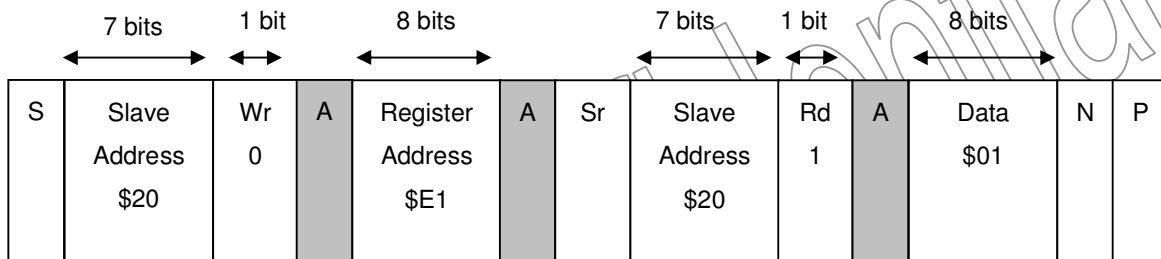 7 bits 1 bit 8 bits 7 bits 1 bit 8 bits
S Slave Wr A Register A Sr Slave Rd A Data N P
Address 0 Address Address 1 $01
$20 $E1 $20